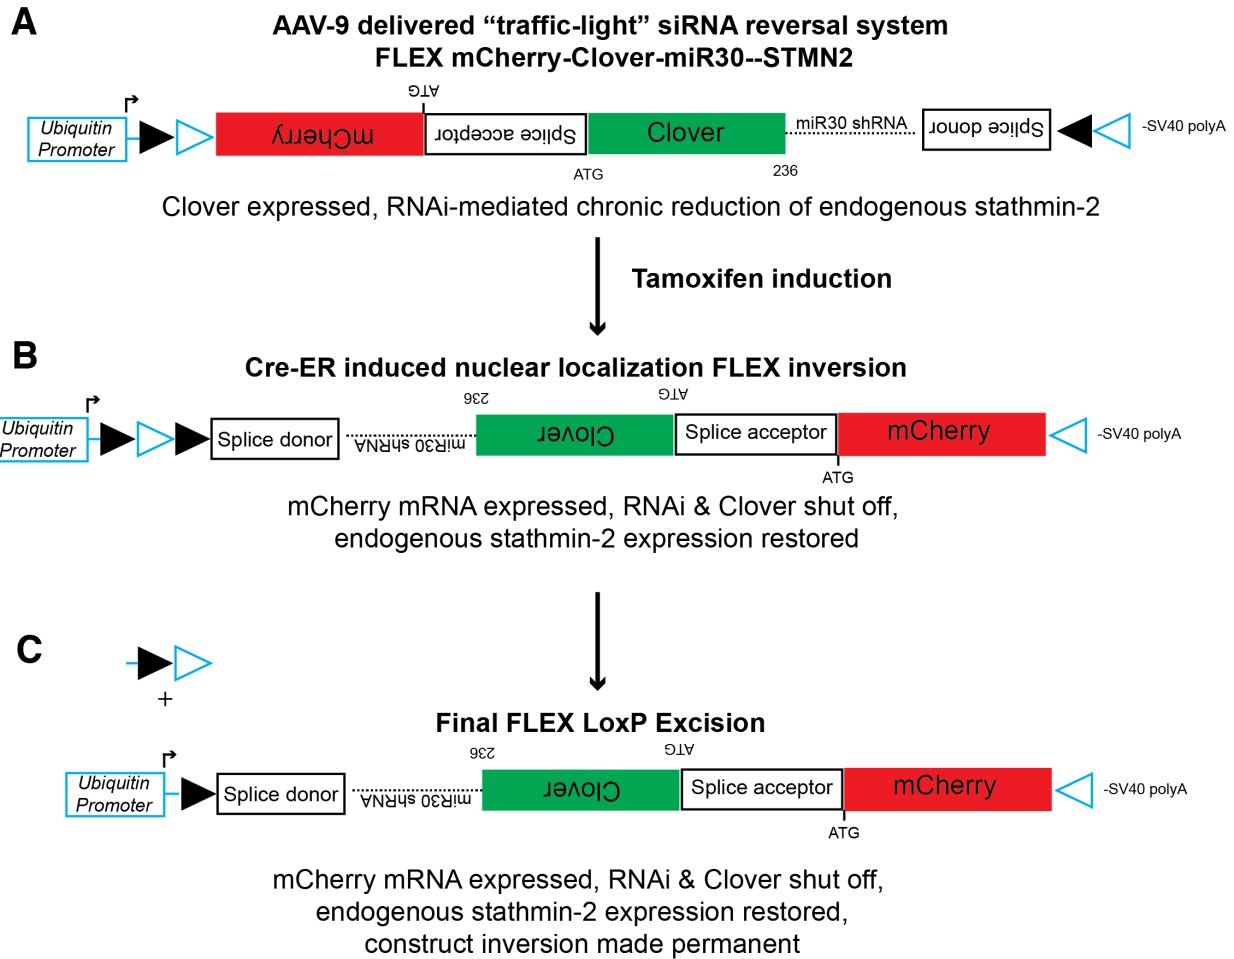 A
AAV-9 delivered “traffic-light” siRNA reversal system
FLEX mCherry-Clover-miR30--STMN2
ATG
Ubiquitin
Promoter
mCherry
Splice acceptor
Clover
miR30 shRNA
Splice donor
-SV40 polyA
ATG
236
Clover expressed, RNAi-mediated chronic reduction of endogenous stathmin-2
Tamoxifen induction
B
Cre-ER induced nuclear localization FLEX inversion
236
ATG
Ubiquitin
Promoter
Splice donor
miR30 shRNA
Clover
Splice acceptor
mCherry
-SV40 polyA
ATG
mCherry mRNA expressed, RNAi & Clover shut off,
endogenous stathmin-2 expression restored
C
+
Final FLEX LoxP Excision
236
ATG
Ubiquitin
Promoter
Splice donor
miR30 shRNA
Clover
Splice acceptor
mCherry
-SV40 polyA
ATG
mCherry mRNA expressed, RNAi & Clover shut off,
endogenous stathmin-2 expression restored,
construct inversion made permanent